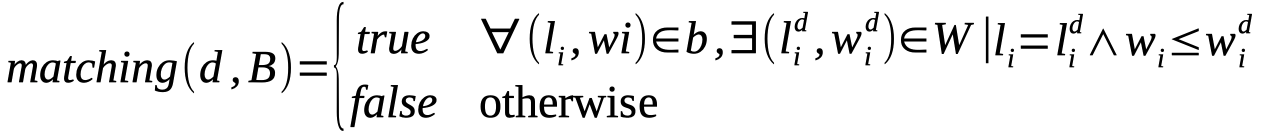 matching(d,B)={true ∀(l_i,wi)∈b,∃(l_i^d,w_i^d)∈W|l_i=l_i^d∧w_i≤w_i^d
false otherwise